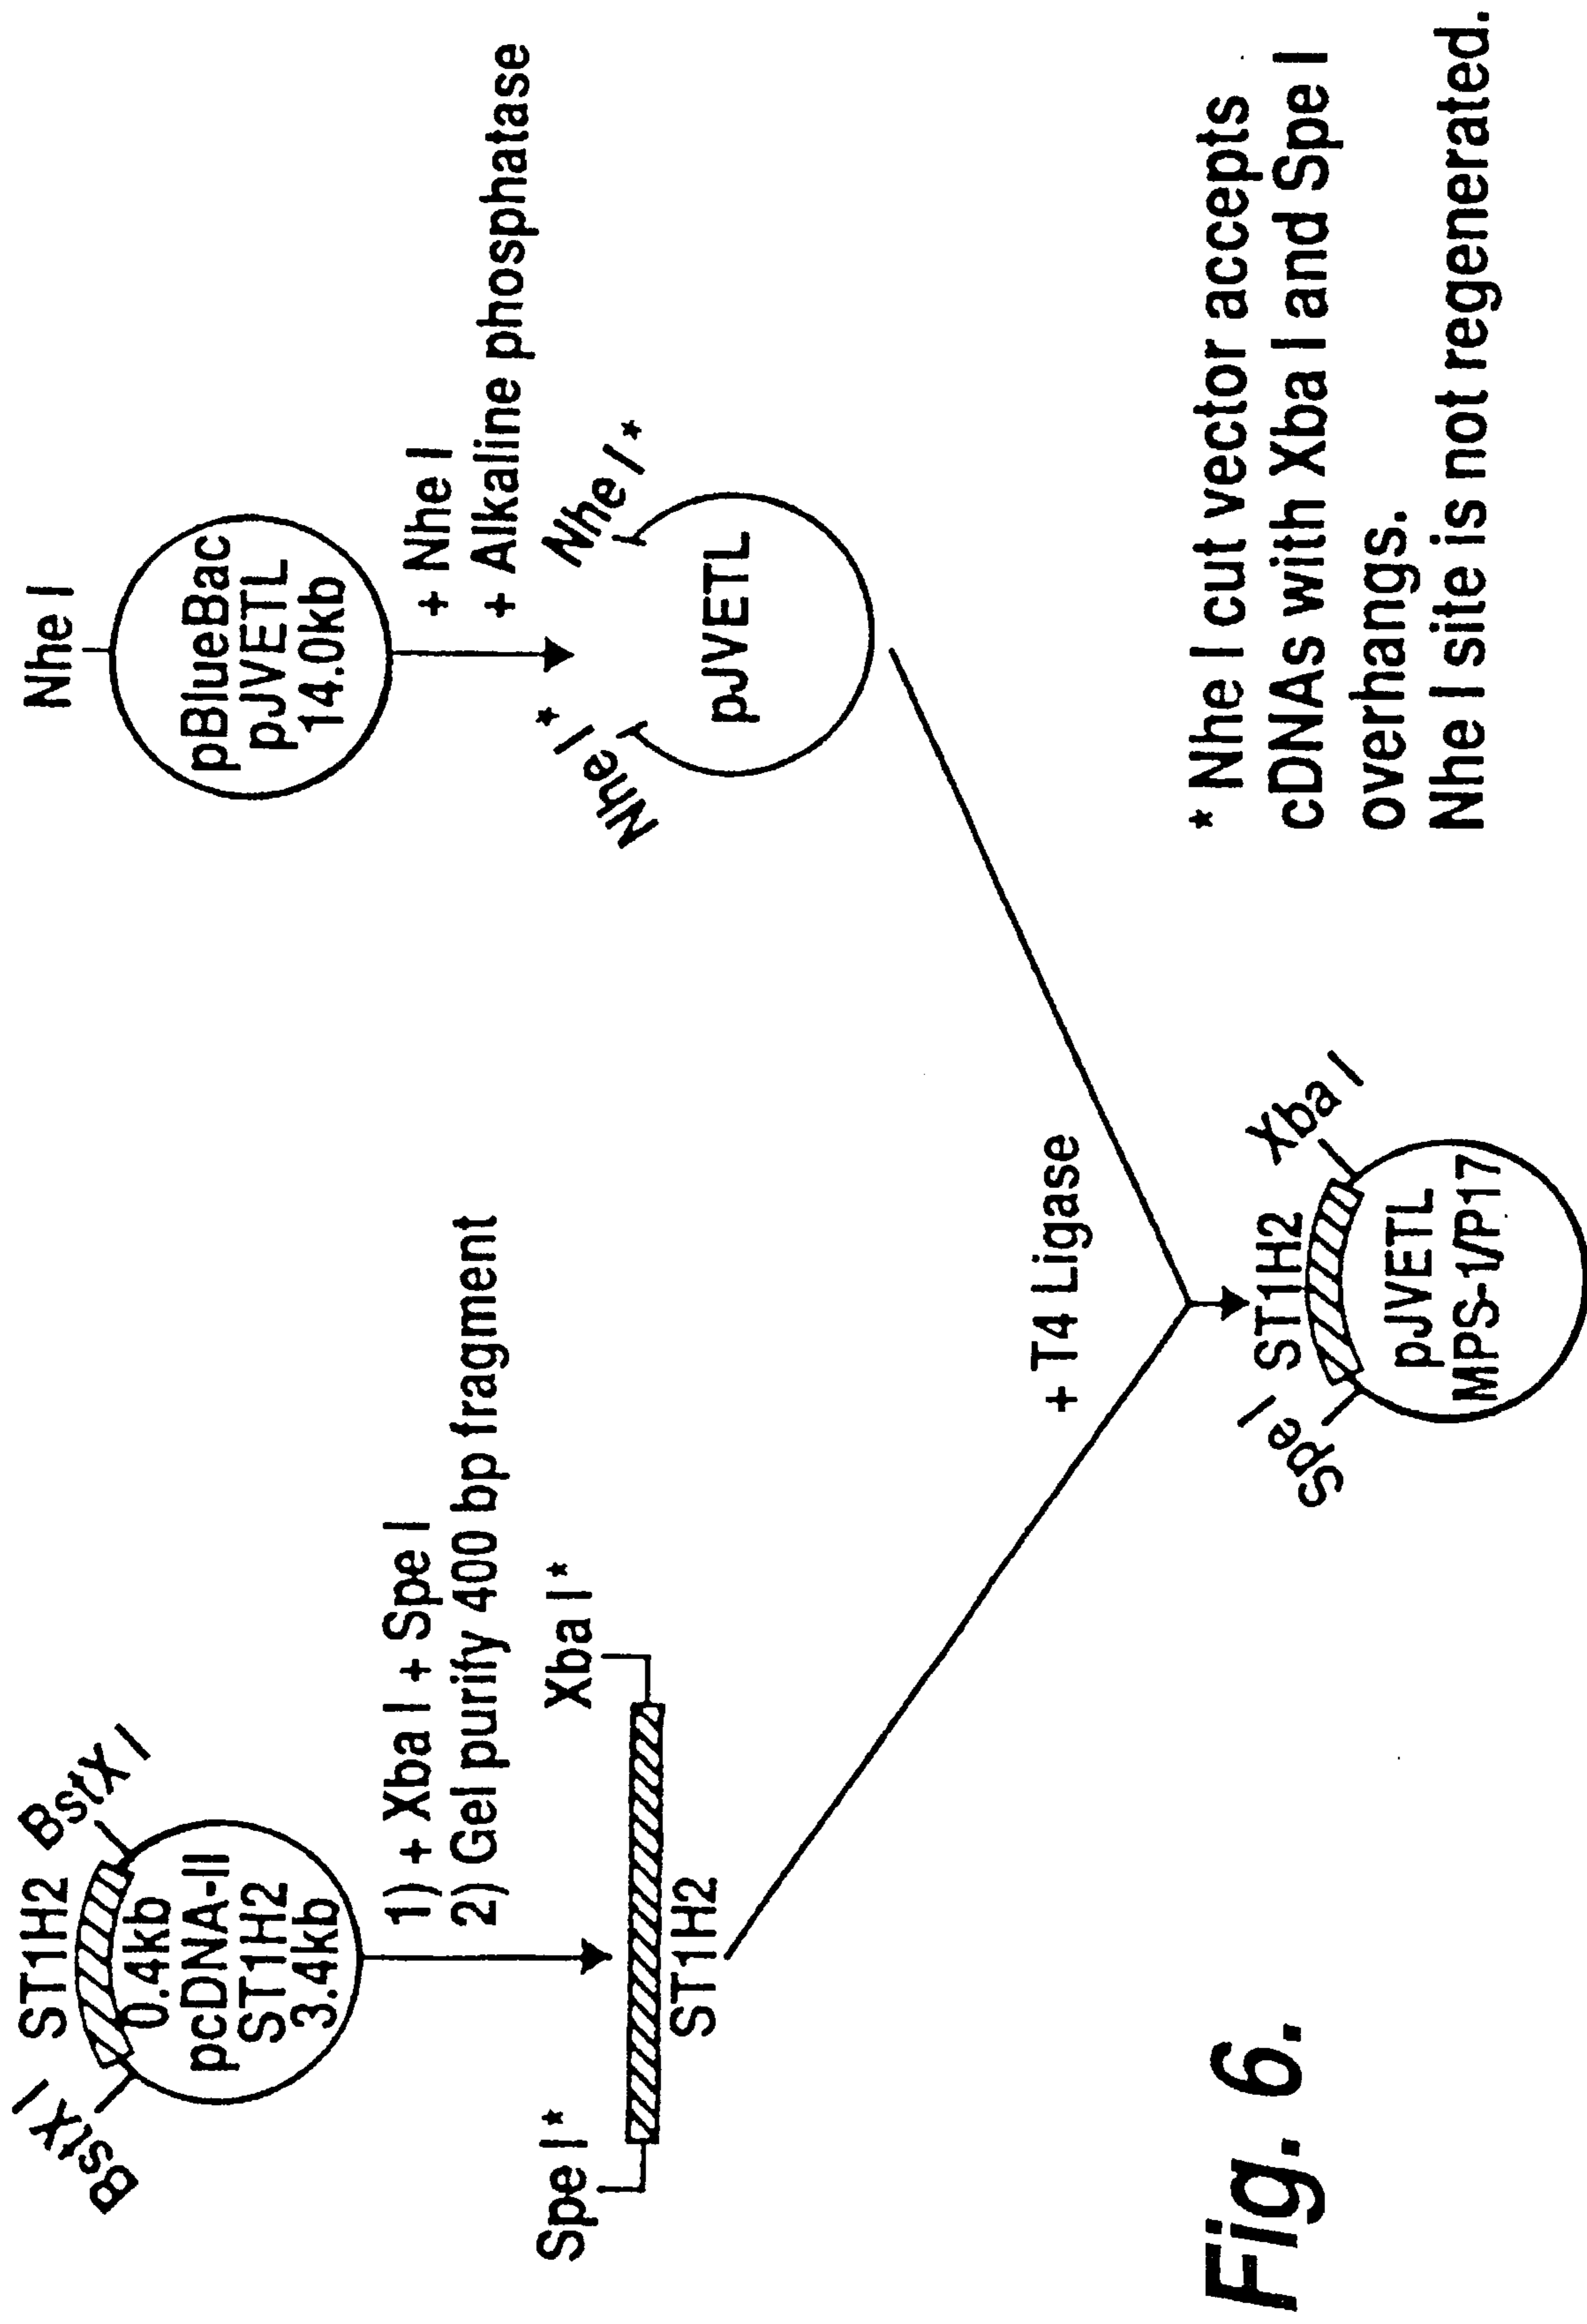 ST1H2
BstX I
BstX I
0.4kb
pcDNA-II
ST1H2
3.4kb
1) + Xba I + Spe I
2) Gel purify 400 bp fragment
Spe I*
Xba I*
ST1H2
Nhe I
pBlueBac
pJVETL
14.0kb
+ Nhe I
+ Alkaline phosphatase
Nhe I *
Nhe I *
pJVETL
+ T4 Ligase
Spe I
ST1H2
Xba I
pJVETL
MPS-1/P17
* Nhe I cut vector accepts
cDNAs with Xba I and Spe I
overhangs.
Nhe I site is not regenerated.
Fig. 6.